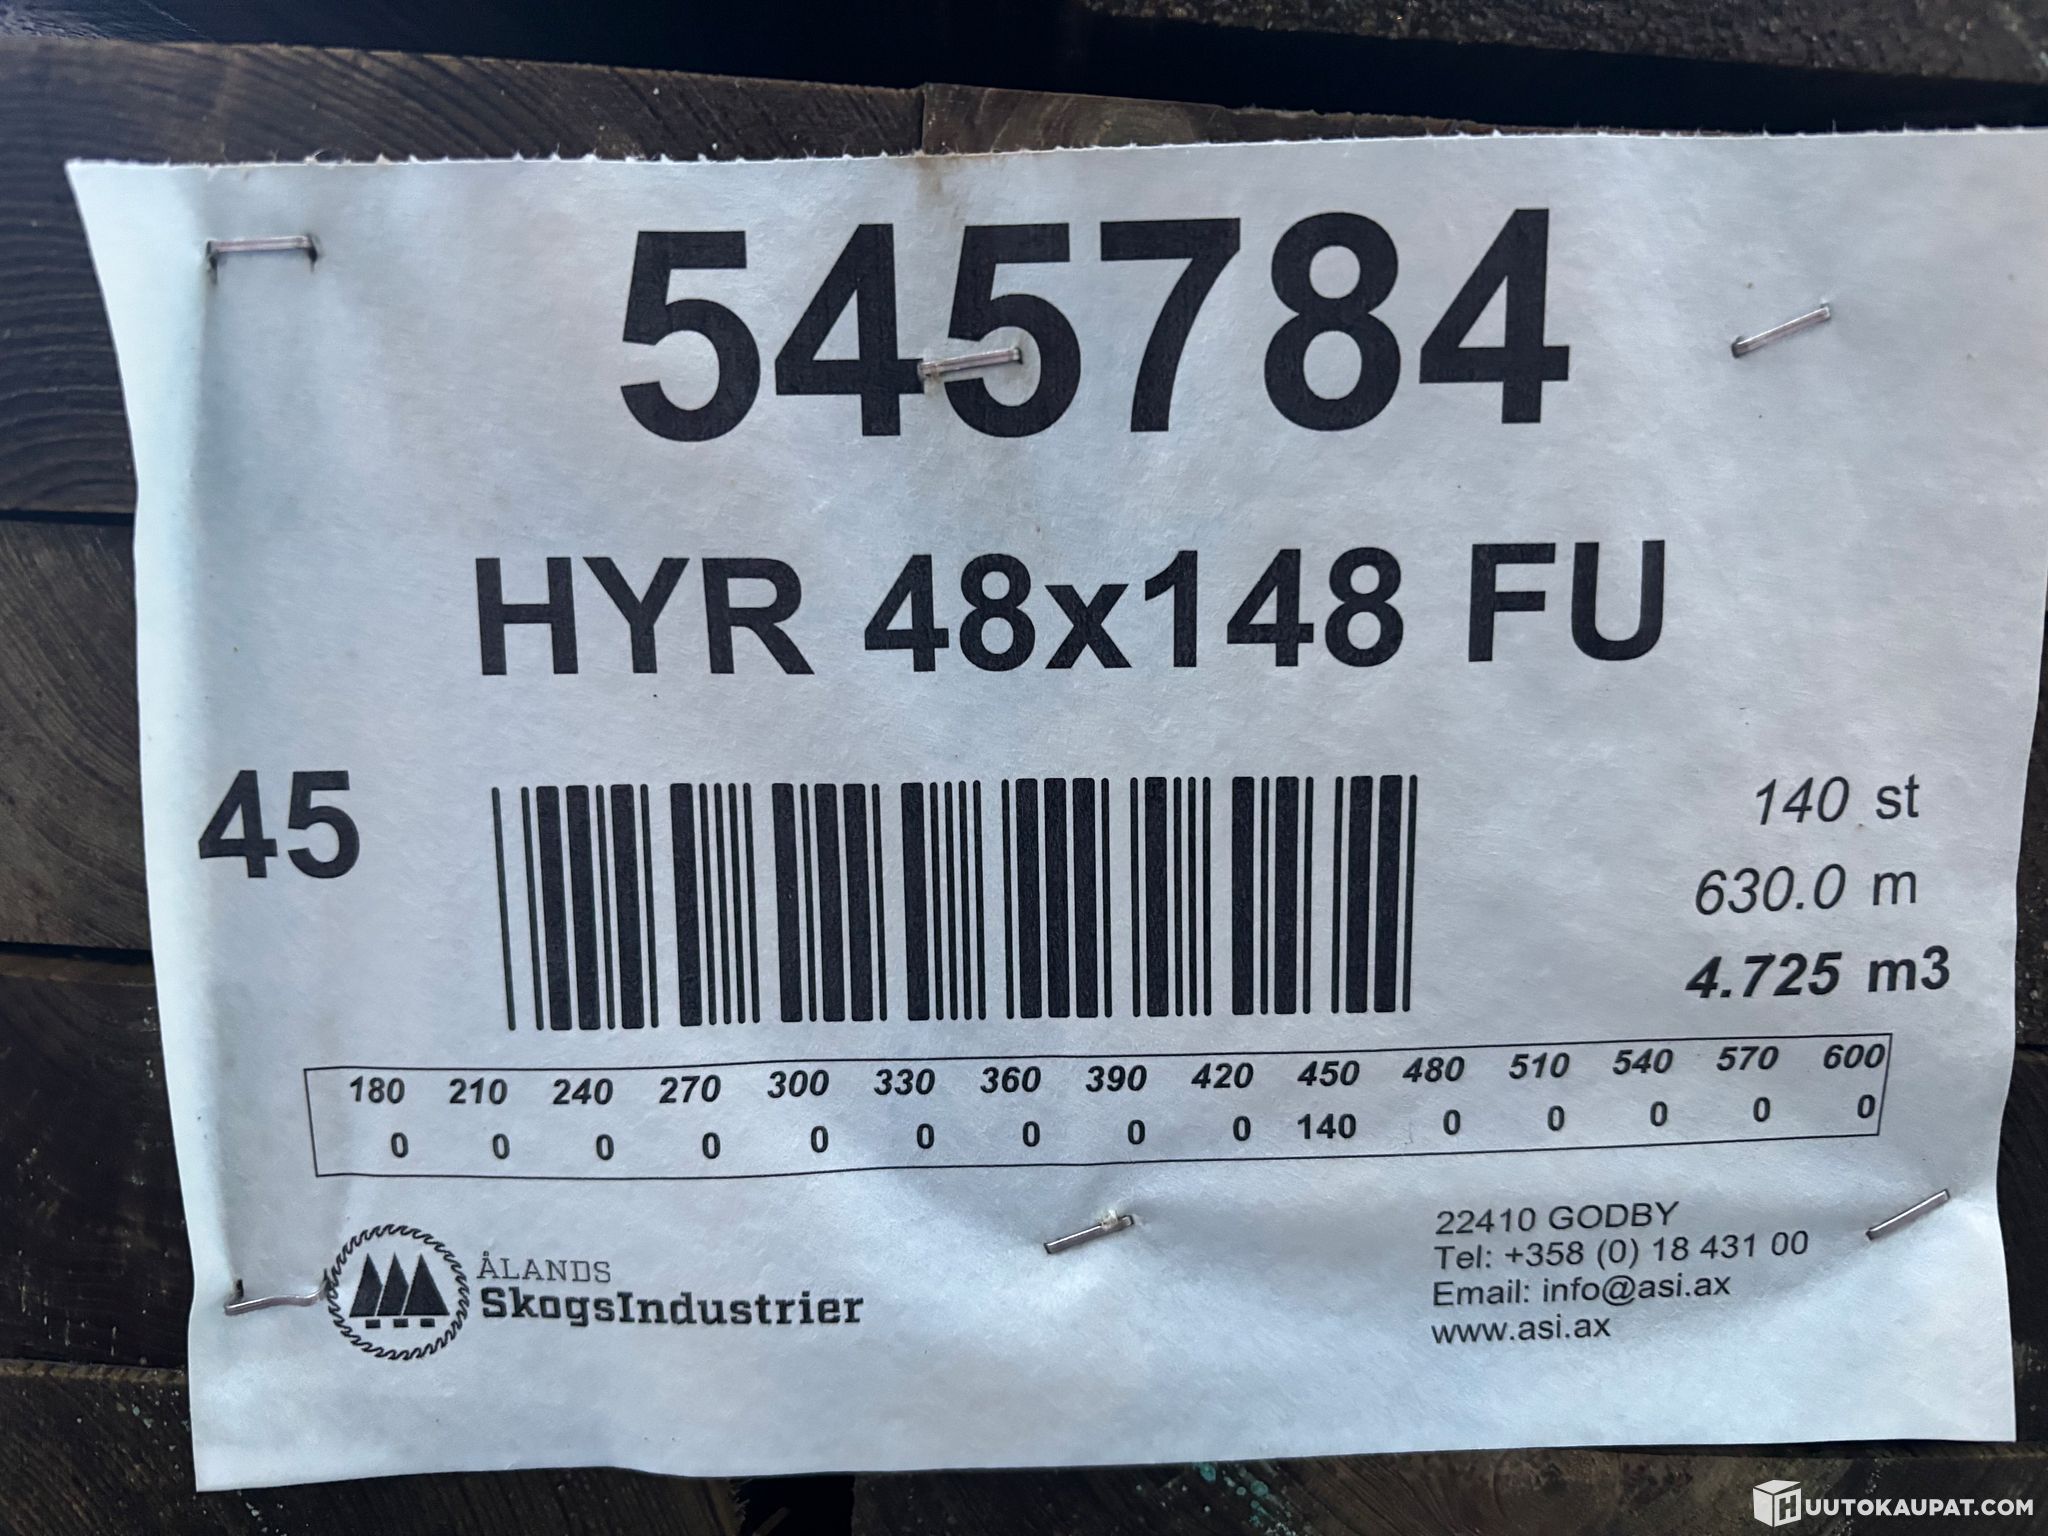 545784
HYR 48x148 FU
45
140 st
630.0 m
4.725 m3
180 210 240 270 300 330 360 390 420 450 480 510 540 570 600
0 0 0 0 0 0 0 0 0 140 0 0 0 0 0
ÅLANDS
SkogsIndustrier
22410 GODBY
Tel: +358 (0) 18 431 00
Email: info@asi.ax
www.asi.ax
HUUTOKAUPAT.COM